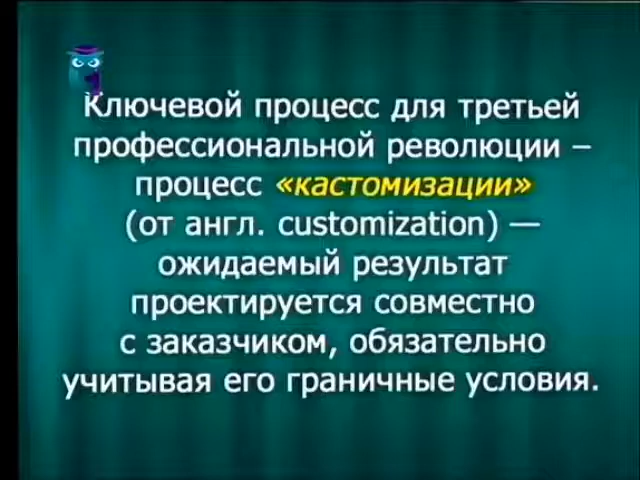 Ключевой процесс для третьей
профессиональной революции –
процесс «кастомизации»
(от англ. customization) —
ожидаемый результат
проектируется совместно
с заказчиком, обязательно
учитывая его граничные условия.